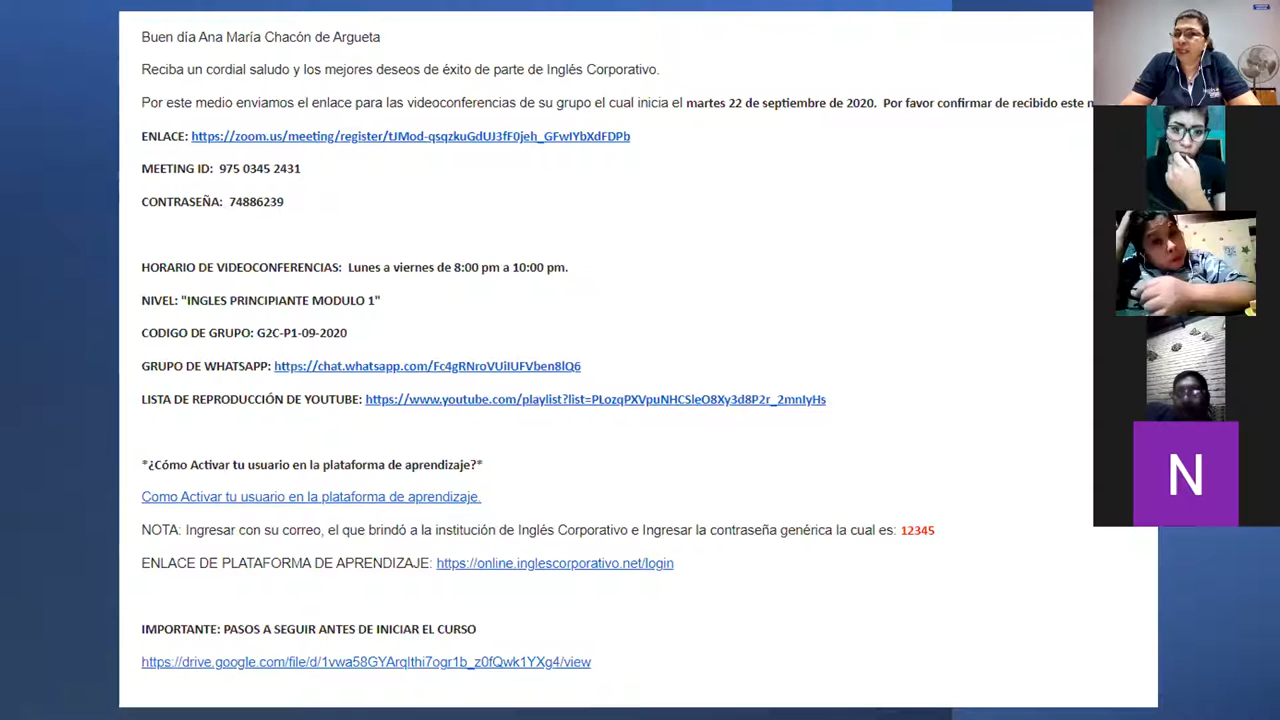 Buen día Ana María Chacón de Argueta
Reciba un cordial saludo y los mejores deseos de éxito de parte de Inglés Corporativo.
Por este medio enviamos el enlace para las videoconferencias de su grupo el cual inicia el martes 22 de septiembre de 2020. Por favor confirmar de recibido este
ENLACE: https://zoom.us/meeting/register/tJMod-qsqzkuGdUJ3fF0jeh_GFwIYbXdFDPb
MEETING ID: 975 0345 2431
CONTRASEÑA: 74886239
HORARIO DE VIDEOCONFERENCIAS: Lunes a viernes de 8:00 pm a 10:00 pm.
NIVEL: "INGLES PRINCIPIANTE MODULO 1"
CODIGO DE GRUPO: G2C-P1-09-2020
GRUPO DE WHATSAPP: https://chat.whatsapp.com/Fc4gRNroVUiIUFVben8lQ6
LISTA DE REPRODUCCIÓN DE YOUTUBE: https://www.youtube.com/playlist?list=PLozqPXVpuNHCSleO8Xy3d8P2r_2mnIyHs
*¿Cómo Activar tu usuario en la plataforma de aprendizaje?*
Como Activar tu usuario en la plataforma de aprendizaje.
NOTA: Ingresar con su correo, el que brindó a la institución de Inglés Corporativo e Ingresar la contraseña genérica la cual es: 12345
ENLACE DE PLATAFORMA DE APRENDIZAJE: https://online.inglescorporativo.net/login
IMPORTANTE: PASOS A SEGUIR ANTES DE INICIAR EL CURSO
https://drive.google.com/file/d/1vwa58GYArqIthi7ogr1b_z0fQwk1YXg4/view
N